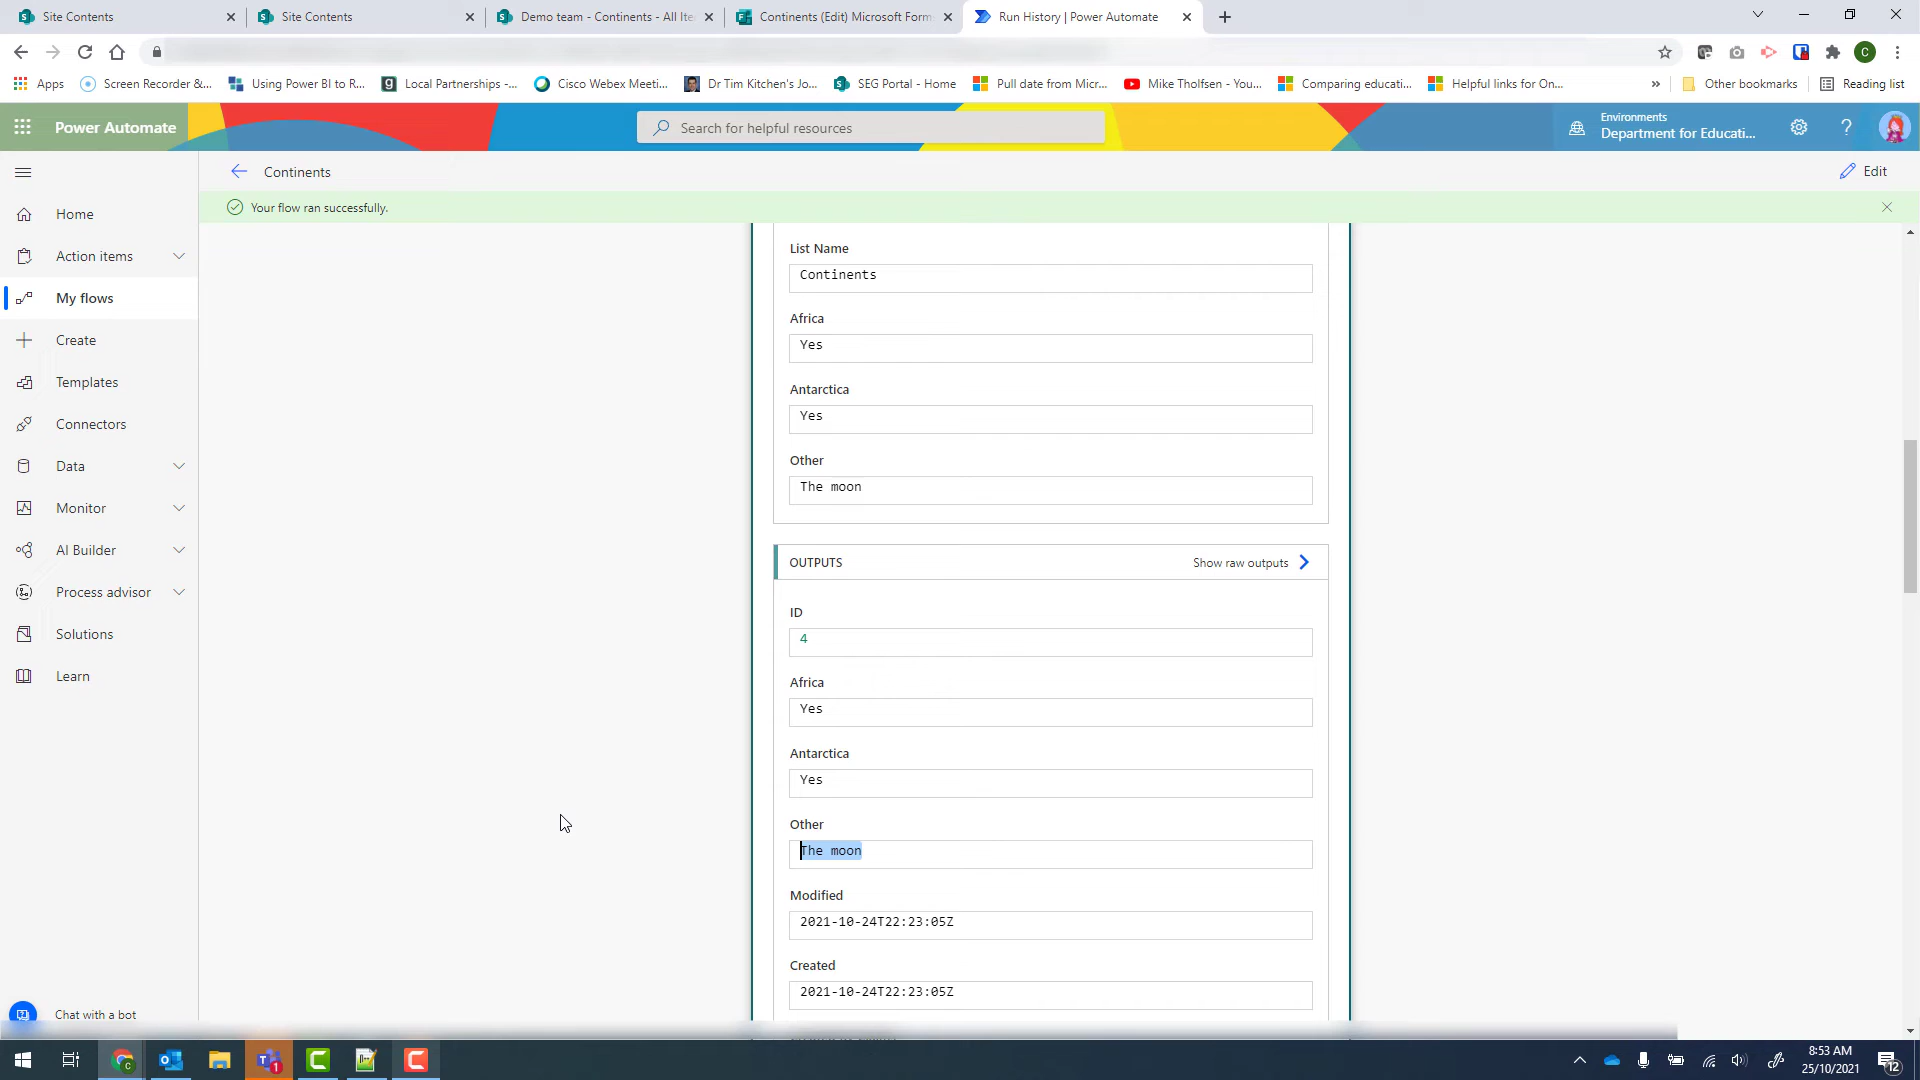 Site Contents
Site Contents
Demo team - Continents - All Ite
Continents (Edit) Microsoft Form
Run History | Power Automate
Apps
Screen Recorder &...
Using Power BI to R...
Local Partnerships -...
Cisco Webex Meeti...
Dr Tim Kitchen's Jo...
SEG Portal - Home
Pull date from Micr...
Mike Tholfsen - You...
Comparing educati...
Helpful links for On...
»
Other bookmarks
Reading list
Power Automate
Search for helpful resources
Environments
Department for Educati...
Continents
Edit
Your flow ran successfully.
Home
Action items
My flows
Create
Templates
Connectors
Data
Monitor
AI Builder
Process advisor
Solutions
Learn
Chat with a bot
List Name
Continents
Africa
Yes
Antarctica
Yes
Other
The moon
OUTPUTS
Show raw outputs
ID
4
Africa
Yes
Antarctica
Yes
Other
The moon
Modified
2021-10-24T22:23:05Z
Created
2021-10-24T22:23:05Z
8:53 AM
25/10/2021
12